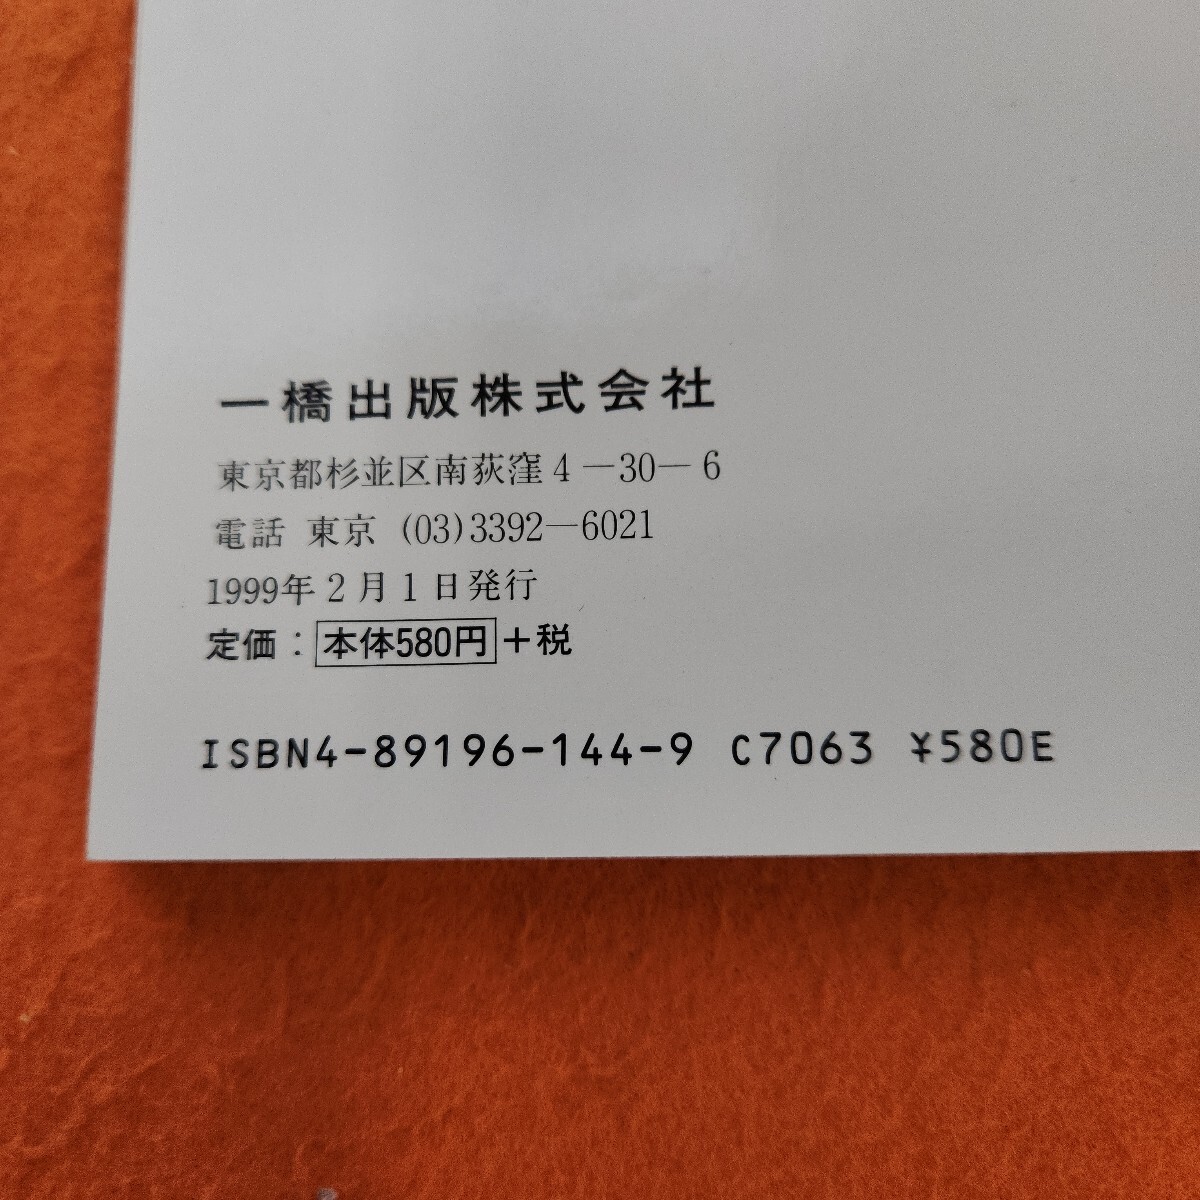 一橋出版株式会社
東京都杉並区南荻窪4—30—6
電話 東京 (03)3392—6021
1999年2月1日発行
定価：本体580円+税
ISBN4-89196-144-9 C7063 ¥580E